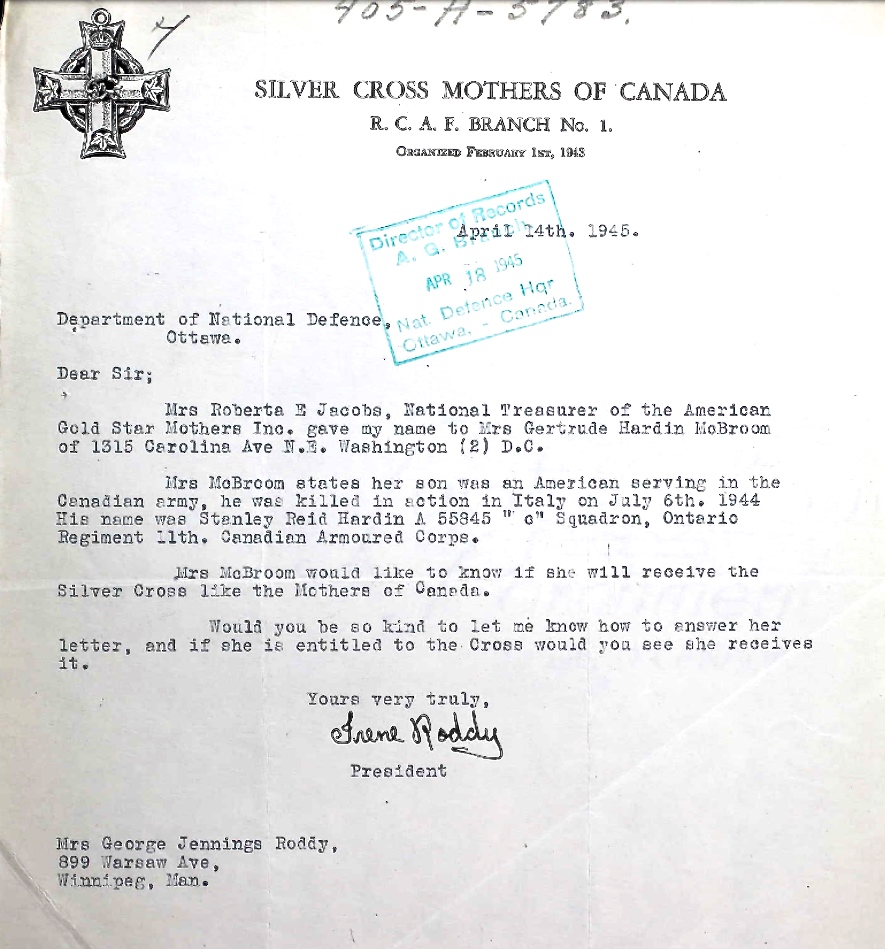 405-A-5783.
4
SILVER CROSS MOTHERS OF CANADA
R. C. A. F. BRANCH No. 1.
ORGANIZED FEBRUARY 1ST, 1943
Director of Records
A. G. Branch
APR 18 1945
Nat. Defence Hqr
Ottawa. - Canada.
April 14th. 1945.
Department of National Defence,
Ottawa.
Dear Sir;
Mrs Roberta E Jacobs, National Treasurer of the American
Gold Star Mothers Inc. gave my name to Mrs Gertrude Hardin McBroom
of 1315 Carolina Ave N.E. Washington (2) D.C.
Mrs McBroom states her son was an American serving in the
Canadian army, he was killed in action in Italy on July 6th. 1944
His name was Stanley Reid Hardin A 55845 " c" Squadron, Ontario
Regiment 11th. Canadian Armoured Corps.
Mrs McBroom would like to know if she will receive the
Silver Cross like the Mothers of Canada.
Would you be so kind to let me know how to answer her
letter, and if she is entitled to the Cross would you see she receives
it.
Yours very truly,
Irene Roddy
President
Mrs George Jennings Roddy,
899 Warsaw Ave,
Winnipeg, Man.